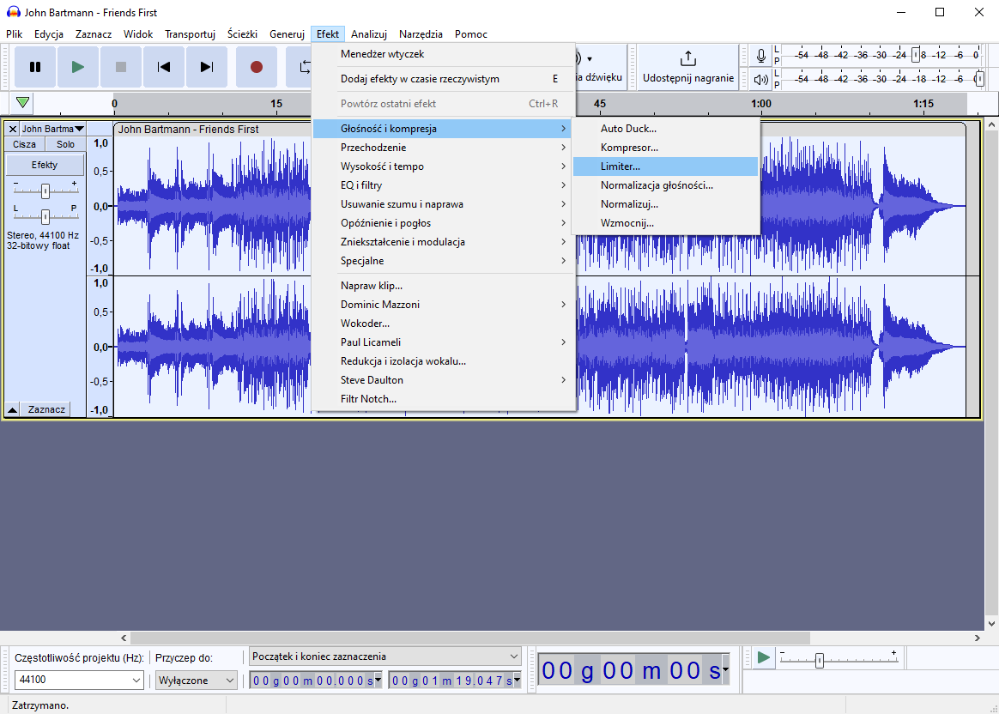 John Bartmann - Friends First
Plik Edycja Zaznacz Widok Transportuj Ścieżki Generuj Efekt Analizuj Narzędzia Pomoc
Menedżer wtyczek
Dodaj efekty w czasie rzeczywistym E
Powtórz ostatni efekt Ctrl+R
Głośność i kompresja
Przechodzenie
Wysokość i tempo
EQ i filtry
Usuwanie szumu i naprawa
Opóźnienie i pogłos
Zniekształcenie i modulacja
Specjalne
Napraw klip...
Dominic Mazzoni
Wokoder...
Paul Licameli
Redukcja i izolacja wokalu...
Steve Daulton
Filtr Notch...
Auto Duck...
Kompresor...
Limiter...
Normalizacja głośności...
Normalizuj...
Wzmocnij...
dźwięku
Udostępnij nagranie
L
P
-54 -48 -42 -36 -30 -24 -18 -12 -6 0
L
P
-54 -48 -42 -36 -30 -24 -18 -12 -6 0
0 15 45 1:00 1:15
John Bartma
John Bartmann - Friends First
Cisza Solo
Efekty
- +
L P
Stereo, 44100 Hz
32-bitowy float
Zaznacz
1,0
0,5-
0,0-
-0,5-
-1,0
1,0
0,5-
0,0-
-0,5-
-1,0
Częstotliwość projektu (Hz):
44100
Przyczep do:
Wyłączone
Początek i koniec zaznaczenia
00 g 00 m 00.000 s
00 g 01 m 19.047 s
00 g 00 m 00 s
- +
Zatrzymano.